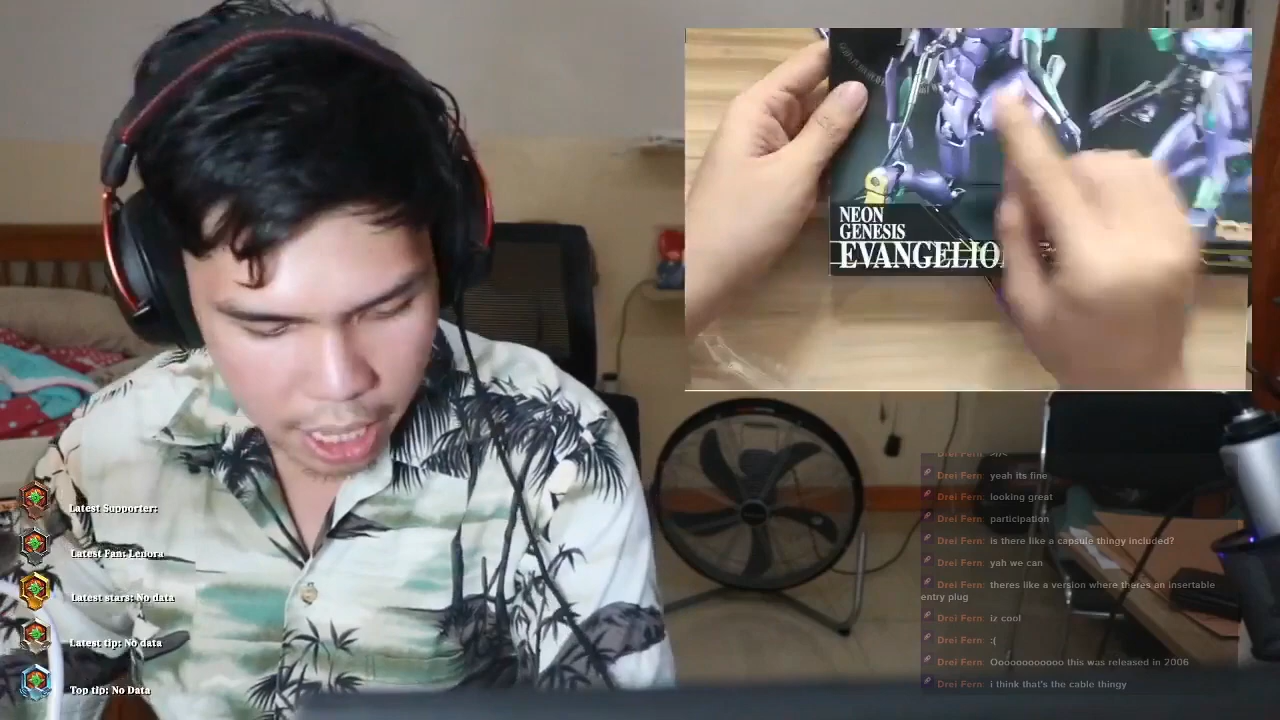 NEON
GENESIS
EVANGELIO
Drei Fern:
Drei Fern: yeah its fine
Drei Fern: looking great
Drei Fern: participation
Drei Fern: is there like a capsule thingy included?
Drei Fern: yah we can
Drei Fern: theres like a version where theres an insertable
entry plug
Drei Fern: iz cool
Drei Fern: :(
Drei Fern: Ooooooooooooo this was released in 2006
Drei Fern: i think that's the cable thingy
Latest Supporter:
Latest Fan: Lenora
Latest stars: No data
Latest tip: No data
Top tip: No Data